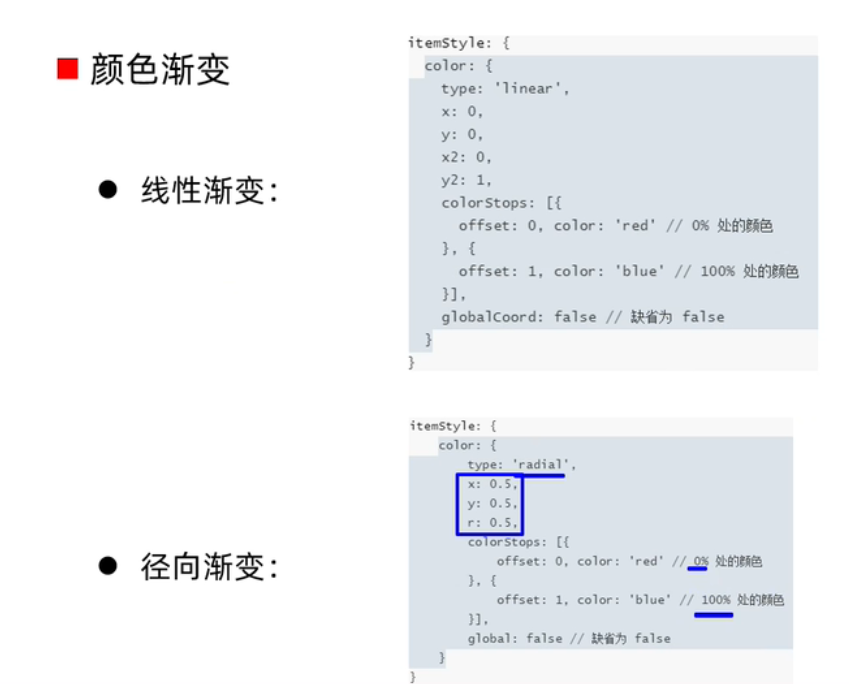 颜色渐变
线性渐变：
itemStyle: {
color: {
type: 'linear',
x: 0,
y: 0,
x2: 0,
y2: 1,
colorStops: [{
offset: 0, color: 'red' // 0% 处的颜色
}, {
offset: 1, color: 'blue' // 100% 处的颜色
}],
globalCoord: false // 缺省为 false
}
}
径向渐变：
itemStyle: {
color: {
type: 'radial',
x: 0.5,
y: 0.5,
r: 0.5,
colorStops: [{
offset: 0, color: 'red' // 0% 处的颜色
}, {
offset: 1, color: 'blue' // 100% 处的颜色
}],
global: false // 缺省为 false
}
}